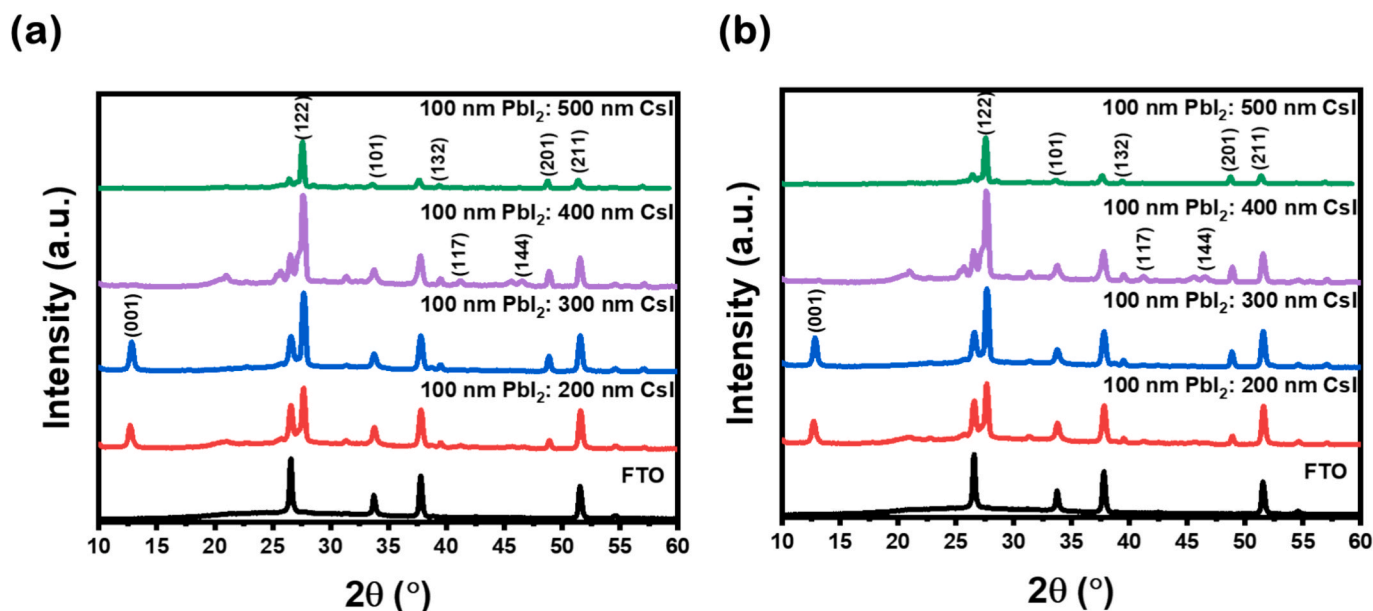 (a)
Intensity (a.u.)
100 nm PbI₂: 500 nm CsI
(122)
(101)
(132)
(201)
(211)
100 nm PbI₂: 400 nm CsI
(117)
(144)
100 nm PbI₂: 300 nm CsI
(001)
100 nm PbI₂: 200 nm CsI
FTO
10 15 20 25 30 35 40 45 50 55 60
2θ (°)
(b)
Intensity (a.u.)
100 nm PbI₂: 500 nm CsI
(122)
(101)
(132)
(201)
(211)
100 nm PbI₂: 400 nm CsI
(117)
(144)
100 nm PbI₂: 300 nm CsI
(001)
100 nm PbI₂: 200 nm CsI
FTO
10 15 20 25 30 35 40 45 50 55 60
2θ (°)